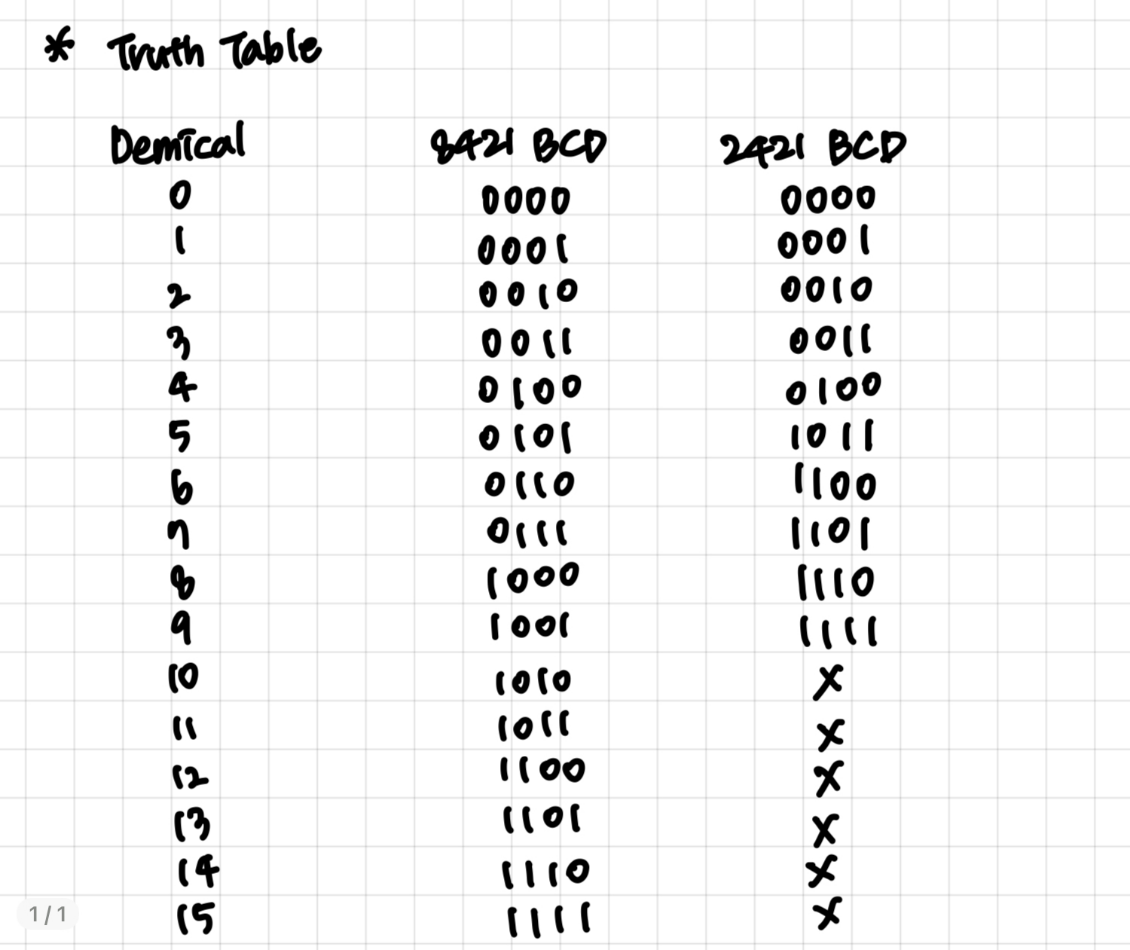 * Truth Table
Demical 8421 BCD 2421 BCD
0 0000 0000
1 0001 0001
2 0010 0010
3 0011 0011
4 0100 0100
5 0101 1011
6 0110 1100
7 0111 1101
8 1000 1110
9 1001 1111
10 1010 X
11 1011 X
12 1100 X
13 1101 X
14 1110 X
15 1111 X
1/1